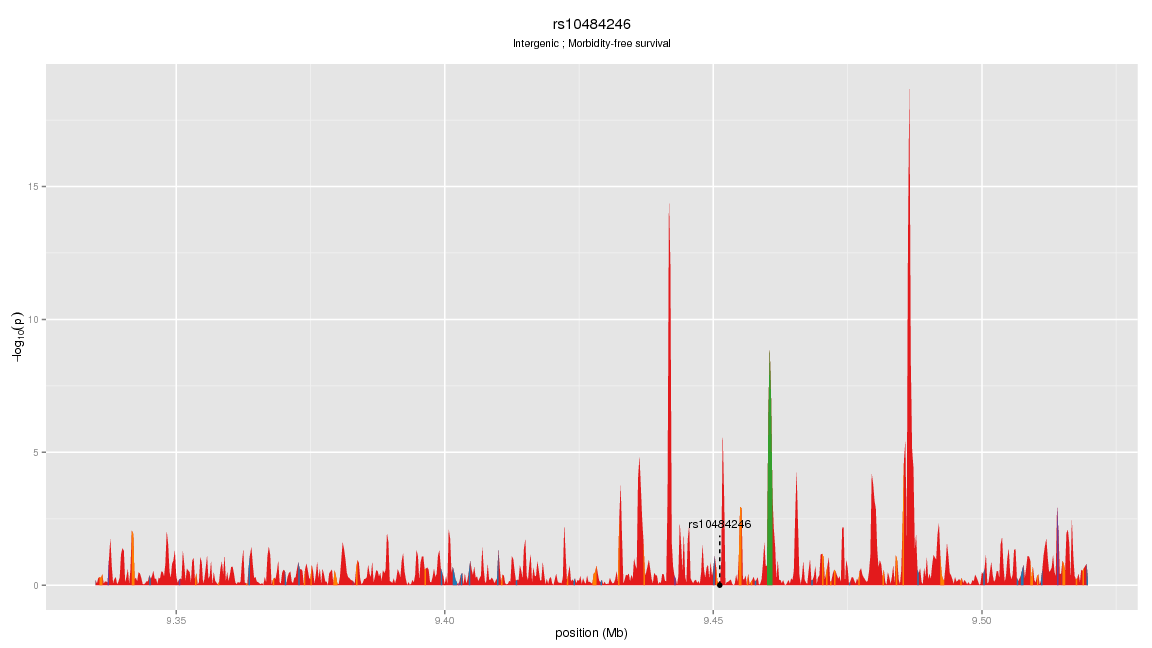 rs10484246
Intergenic ; Morbidity-free survival
−log10(p)
15
10
5
0
rs10484246
9.35
9.40
9.45
9.50
position (Mb)